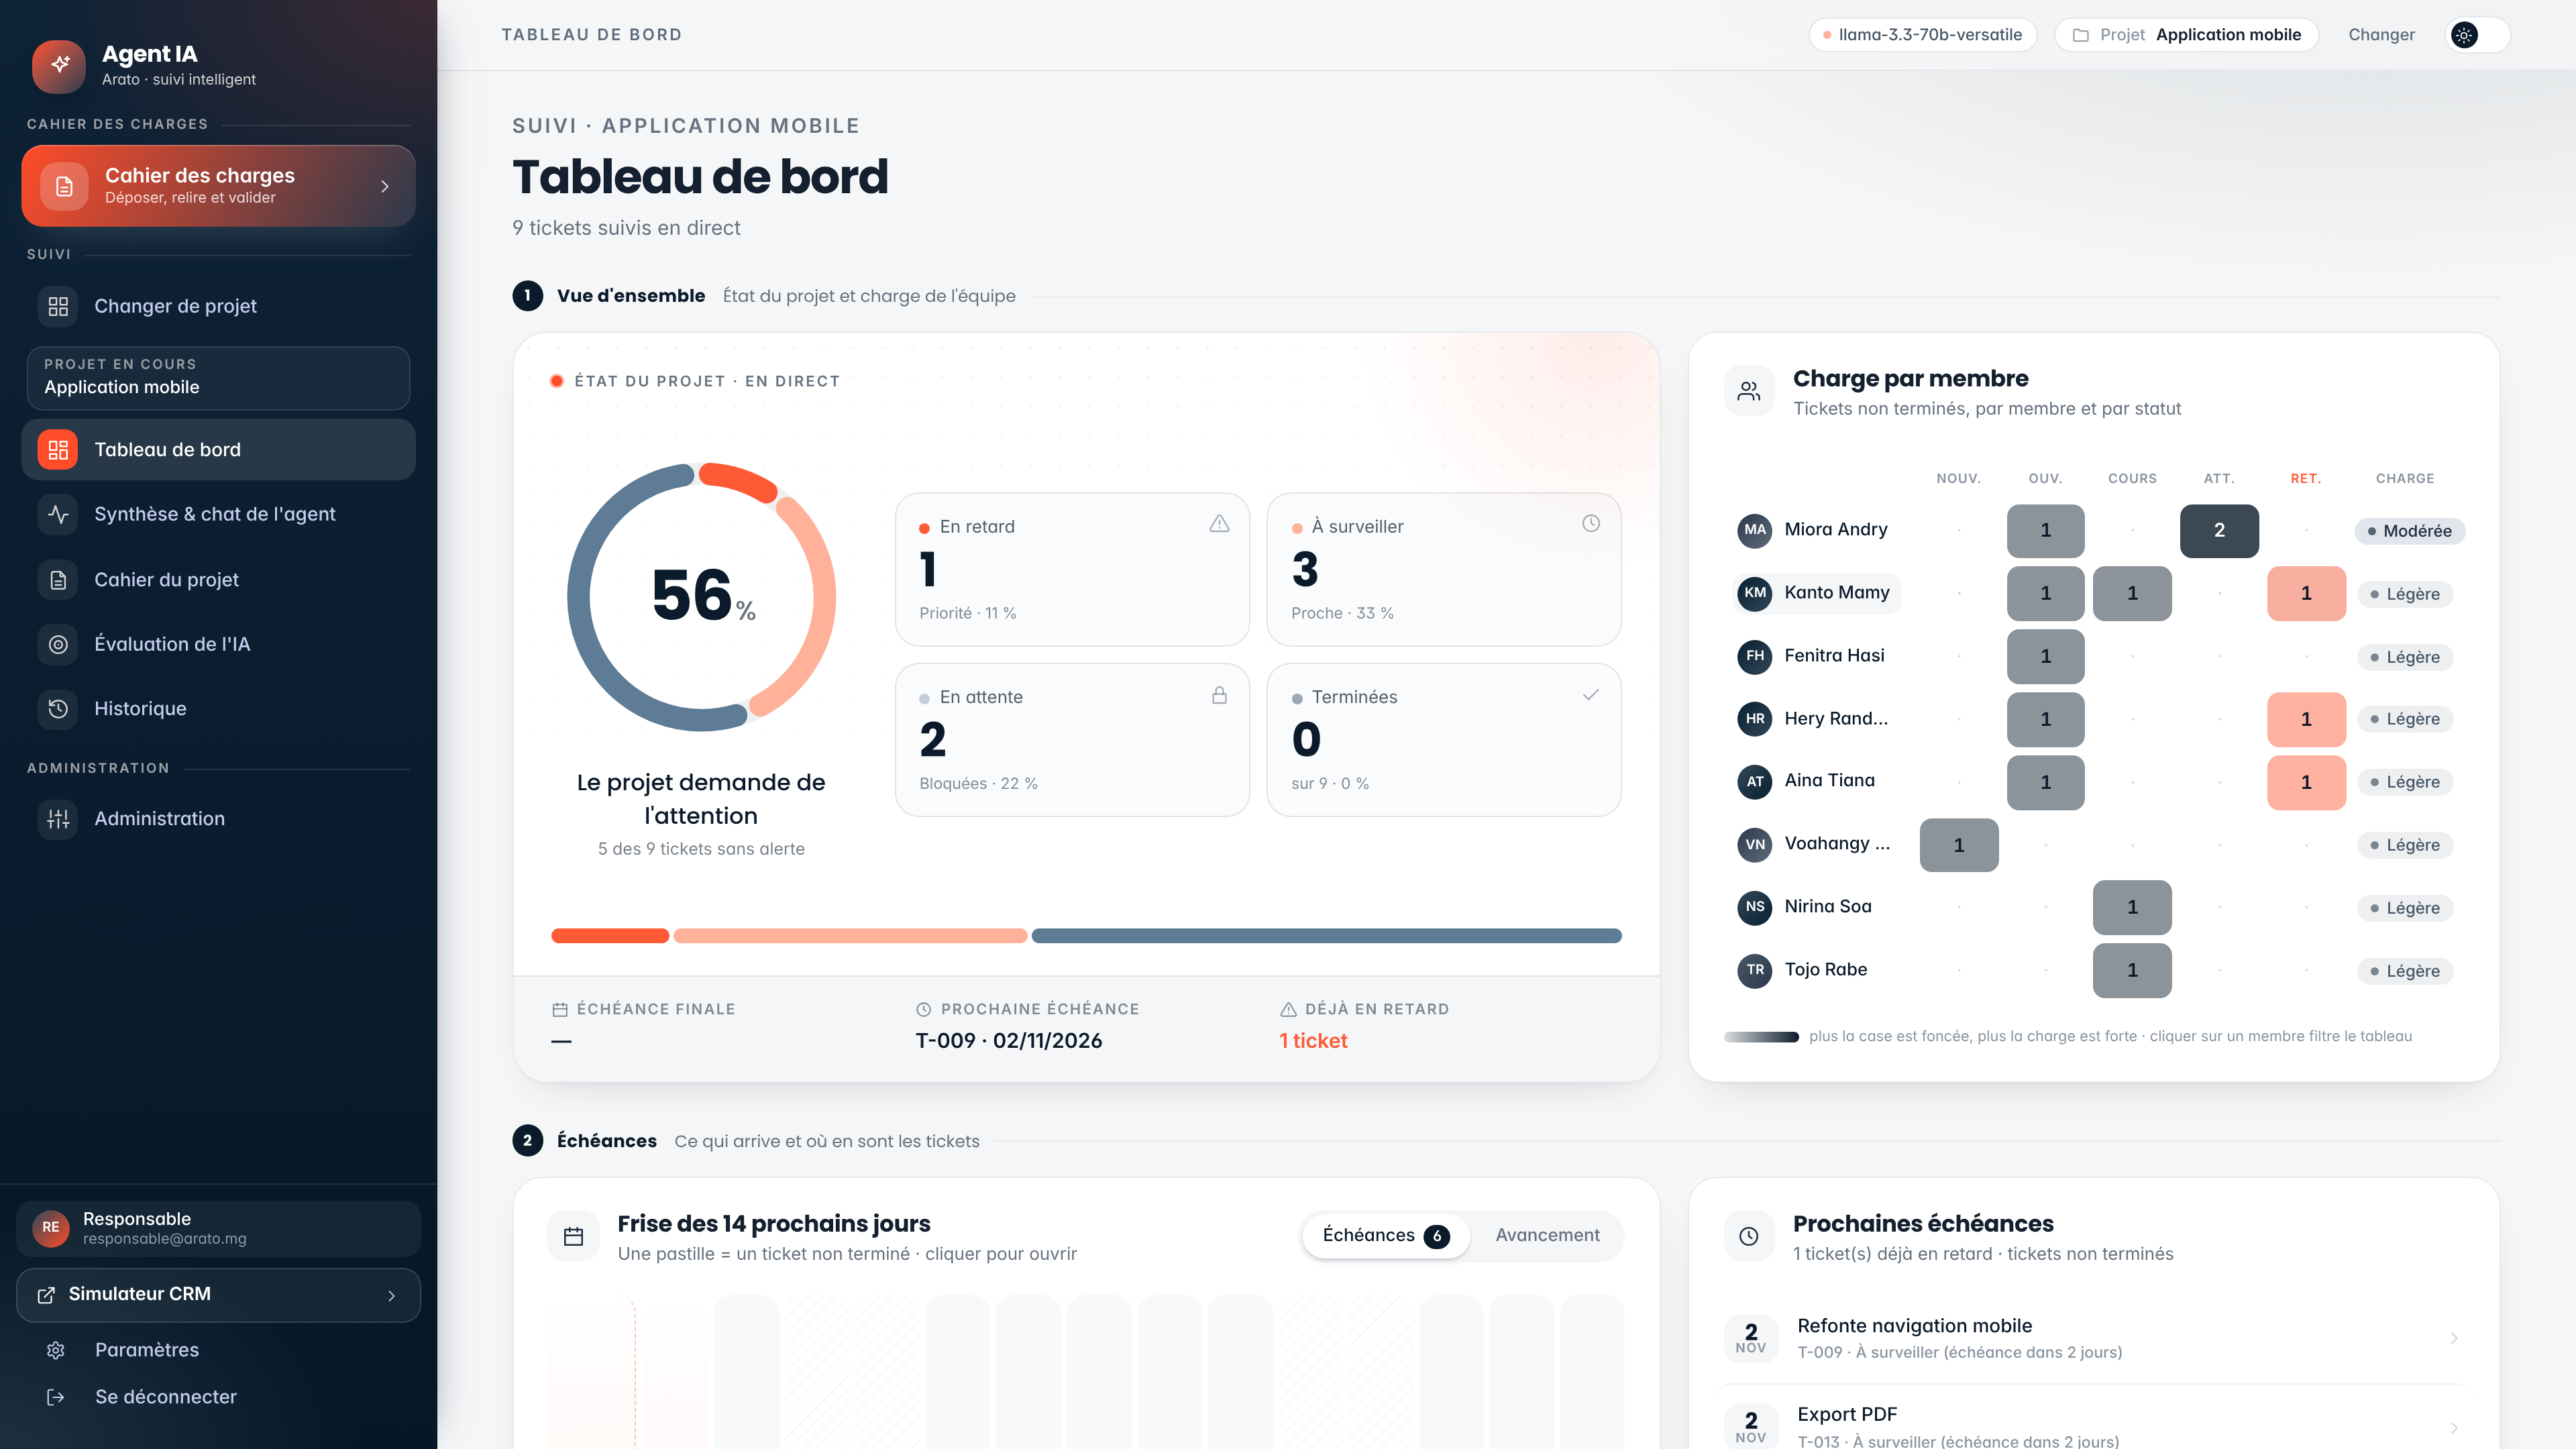 Agent IA
Arato · suivi intelligent
CAHIER DES CHARGES
Cahier des charges
Déposer, relire et valider
SUIVI
Changer de projet
PROJET EN COURS
Application mobile
Tableau de bord
Synthèse & chat de l'agent
Cahier du projet
Évaluation de l'IA
Historique
ADMINISTRATION
Administration
RE
Responsable
responsable@arato.mg
Simulateur CRM
Paramètres
Se déconnecter
TABLEAU DE BORD
llama-3.3-70b-versatile
Projet Application mobile
Changer
SUIVI · APPLICATION MOBILE
Tableau de bord
9 tickets suivis en direct
1 Vue d'ensemble État du projet et charge de l'équipe
ÉTAT DU PROJET · EN DIRECT
56%
Le projet demande de
l'attention
5 des 9 tickets sans alerte
En retard
1
Priorité · 11 %
À surveiller
3
Proche · 33 %
En attente
2
Bloquées · 22 %
Terminées
0
sur 9 · 0 %
ÉCHÉANCE FINALE
—
PROCHAINE ÉCHÉANCE
T-009 · 02/11/2026
DÉJÀ EN RETARD
1 ticket
Charge par membre
Tickets non terminés, par membre et par statut
NOUV. OUV. COURS ATT. RET. CHARGE
MA Miora Andry · 1 · 2 · Modérée
KM Kanto Mamy · 1 1 · 1 Légère
FH Fenitra Hasi · 1 · · · Légère
HR Hery Rand... · 1 · · 1 Légère
AT Aina Tiana · 1 · · 1 Légère
VN Voahangy ... 1 · · · · Légère
NS Nirina Soa · · 1 · · Légère
TR Tojo Rabe · · 1 · · Légère
plus la case est foncée, plus la charge est forte · cliquer sur un membre filtre le tableau
2 Échéances Ce qui arrive et où en sont les tickets
Frise des 14 prochains jours
Une pastille = un ticket non terminé · cliquer pour ouvrir
Échéances 6
Avancement
Prochaines échéances
1 ticket(s) déjà en retard · tickets non terminés
2 NOV
Refonte navigation mobile
T-009 · À surveiller (échéance dans 2 jours)
2 NOV
Export PDF
T-013 · À surveiller (échéance dans 2 jours)